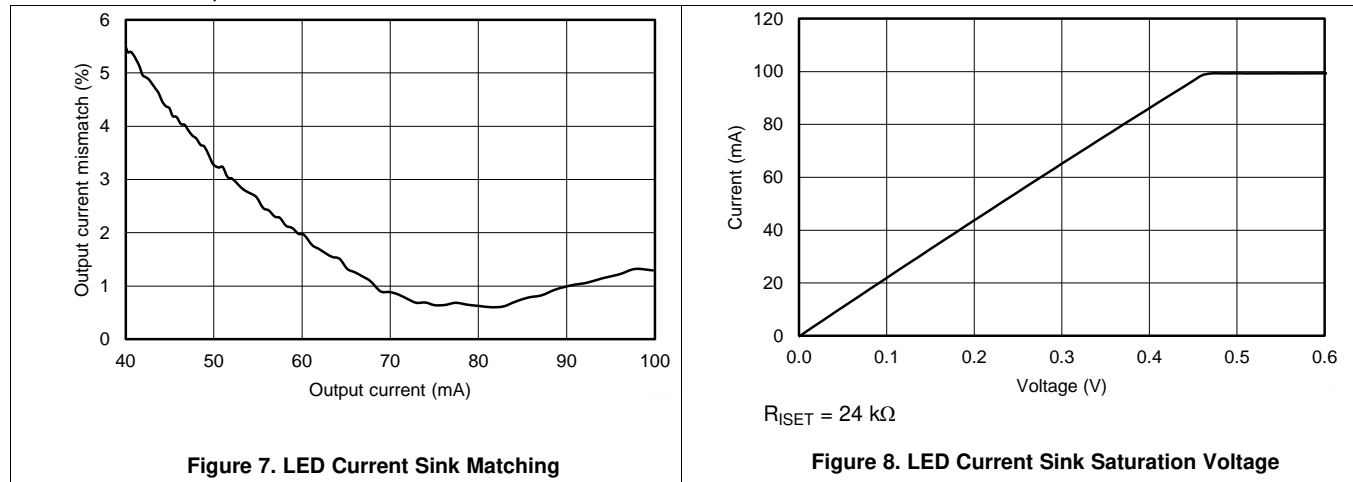 6
5
4
3
2
1
0
40 50 60 70 80 90 100
Output current mismatch (%)
Output current (mA)
Figure 7. LED Current Sink Matching
120
100
80
60
40
20
0
0.0 0.1 0.2 0.3 0.4 0.5 0.6
Current (mA)
Voltage (V)
RISET = 24 kΩ
Figure 8. LED Current Sink Saturation Voltage